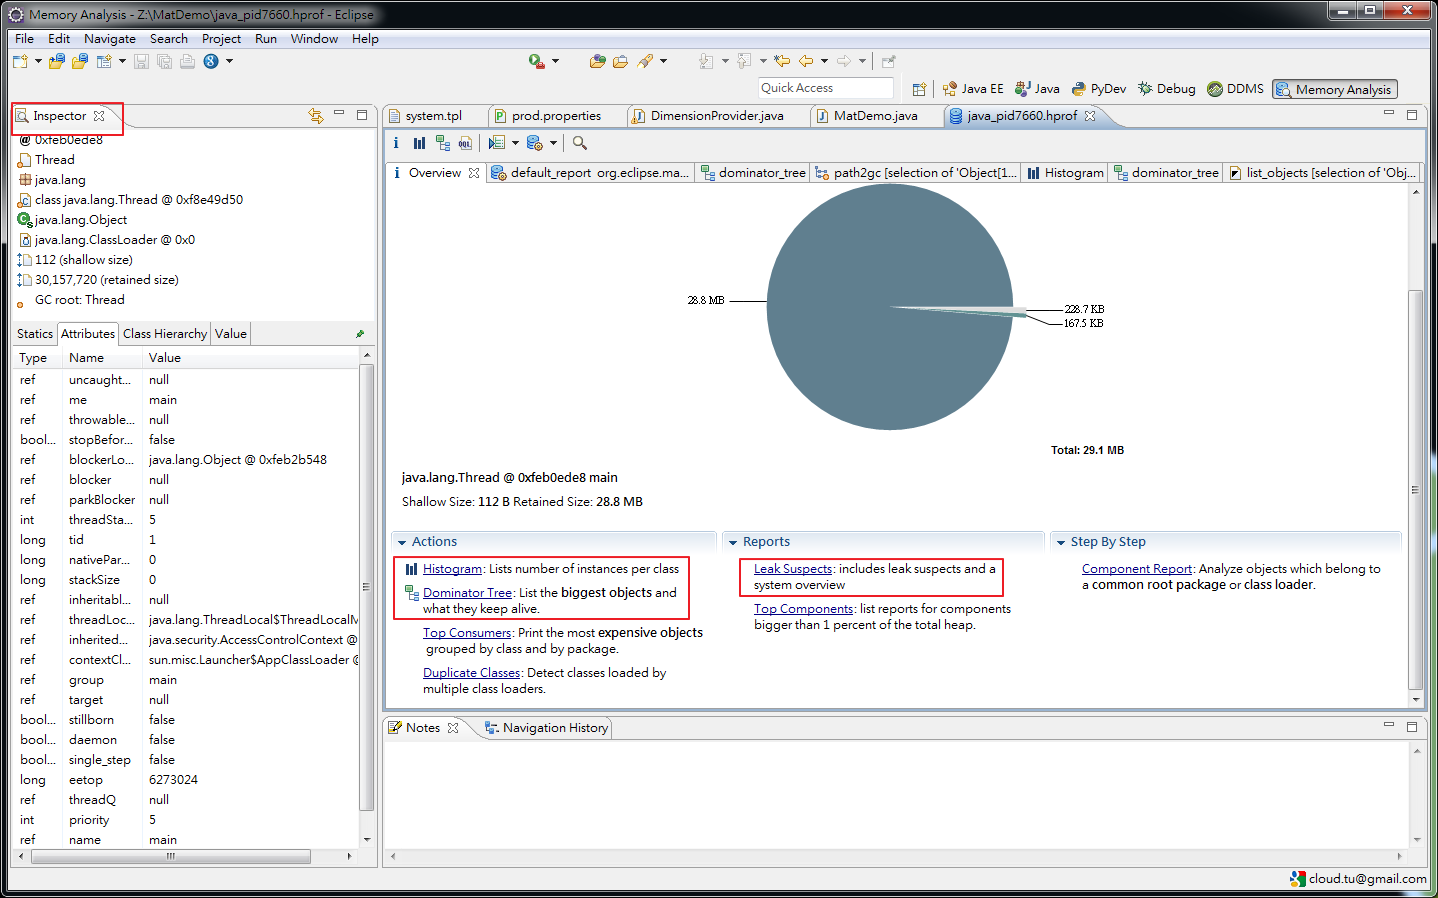 Memory Analysis - Z:\MatDemo\java_pid7660.hprof - Eclipse
File Edit Navigate Search Project Run Window Help
Quick Access
Java EE Java PyDev Debug DDMS Memory Analysis
Inspector
@ 0xfeb0ede8
Thread
java.lang
class java.lang.Thread @ 0xf8e49d50
java.lang.Object
java.lang.ClassLoader @ 0x0
112 (shallow size)
30,157,720 (retained size)
GC root: Thread
Statics Attributes Class Hierarchy Value
Type Name Value
ref uncaught... null
ref me main
ref throwable... null
bool... stopBefor... false
ref blockerLo... java.lang.Object @ 0xfeb2b548
ref blocker null
ref parkBlocker null
int threadSta... 5
long tid 1
long nativePar... 0
long stackSize 0
ref inheritabl... null
ref threadLoc... java.lang.ThreadLocal$ThreadLocalM
ref inherited... java.security.AccessControlContext @
ref contextCl... sun.misc.Launcher$AppClassLoader @
ref group main
ref target null
bool... stillborn false
bool... daemon false
bool... single_step false
long eetop 6273024
ref threadQ null
int priority 5
ref name main
system.tpl prod.properties DimensionProvider.java MatDemo.java java_pid7660.hprof
i OQL
i Overview default_report org.eclipse.ma... dominator_tree path2gc [selection of 'Object[1... Histogram dominator_tree list_objects [selection of 'Obj...
28.8 MB
228.7 KB
167.5 KB
Total: 29.1 MB
java.lang.Thread @ 0xfeb0ede8 main
Shallow Size: 112 B Retained Size: 28.8 MB
Actions
Histogram: Lists number of instances per class
Dominator Tree: List the biggest objects and
what they keep alive.
Top Consumers: Print the most expensive objects
grouped by class and by package.
Duplicate Classes: Detect classes loaded by
multiple class loaders.
Reports
Leak Suspects: includes leak suspects and a
system overview
Top Components: list reports for components
bigger than 1 percent of the total heap.
Step By Step
Component Report: Analyze objects which belong to
a common root package or class loader.
Notes Navigation History
cloud.tu@gmail.com